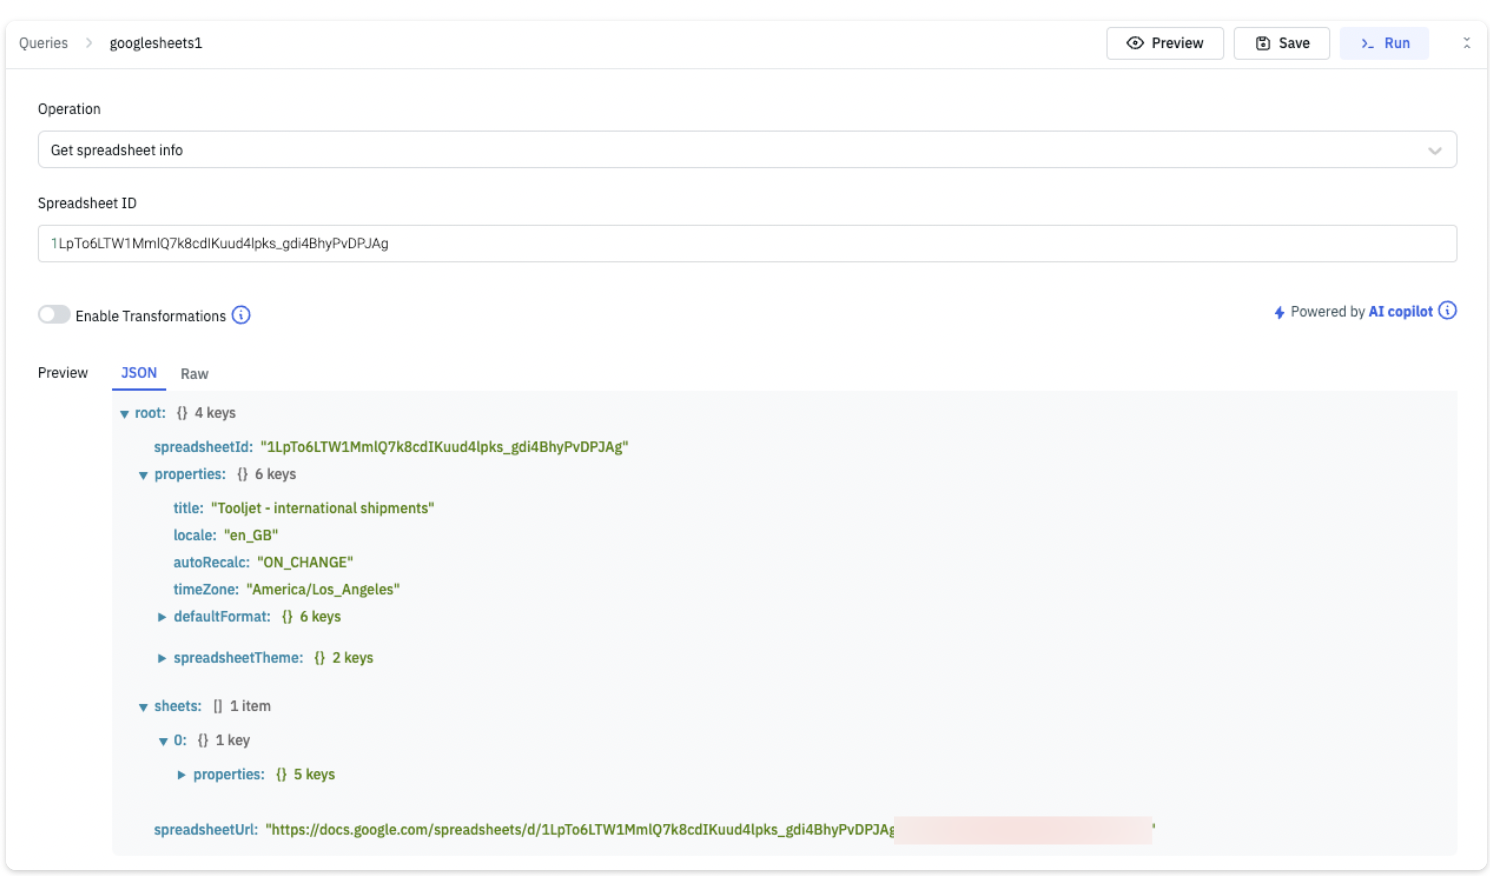 Queries > googlesheets1 Preview Save >_ Run
Operation
Get spreadsheet info
Spreadsheet ID
1LpTo6LTW1MmlQ7k8cdIKuud4lpks_gdi4BhyPvDPJAg
Enable Transformations Powered by AI copilot
Preview JSON Raw
root: {} 4 keys
spreadsheetId: "1LpTo6LTW1MmlQ7k8cdIKuud4lpks_gdi4BhyPvDPJAg"
properties: {} 6 keys
title: "Tooljet - international shipments"
locale: "en_GB"
autoRecalc: "ON_CHANGE"
timeZone: "America/Los_Angeles"
defaultFormat: {} 6 keys
spreadsheetTheme: {} 2 keys
sheets: [] 1 item
0: {} 1 key
properties: {} 5 keys
spreadsheetUrl: "https://docs.google.com/spreadsheets/d/1LpTo6LTW1MmlQ7k8cdIKuud4lpks_gdi4BhyPvDPJAg